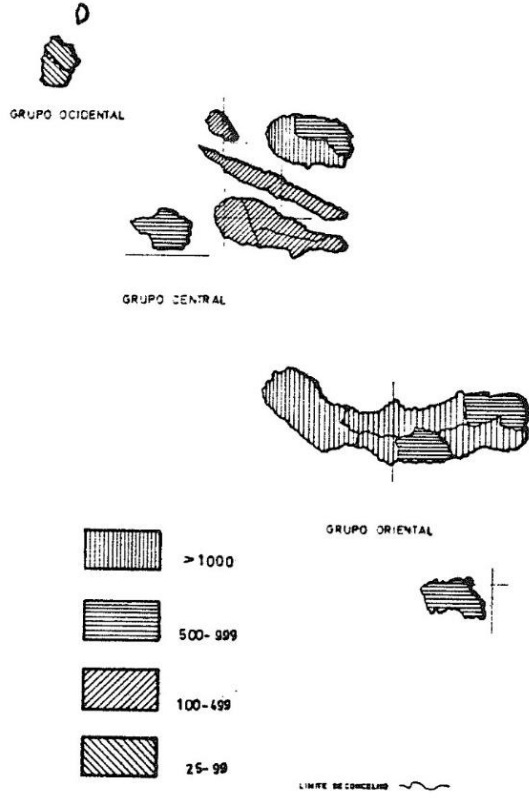 GRUPO OCIDENTAL
GRUPO CENTRAL
GRUPO ORIENTAL
>1000
500-999
100-499
25-99
LIMITE DE CONCELHO